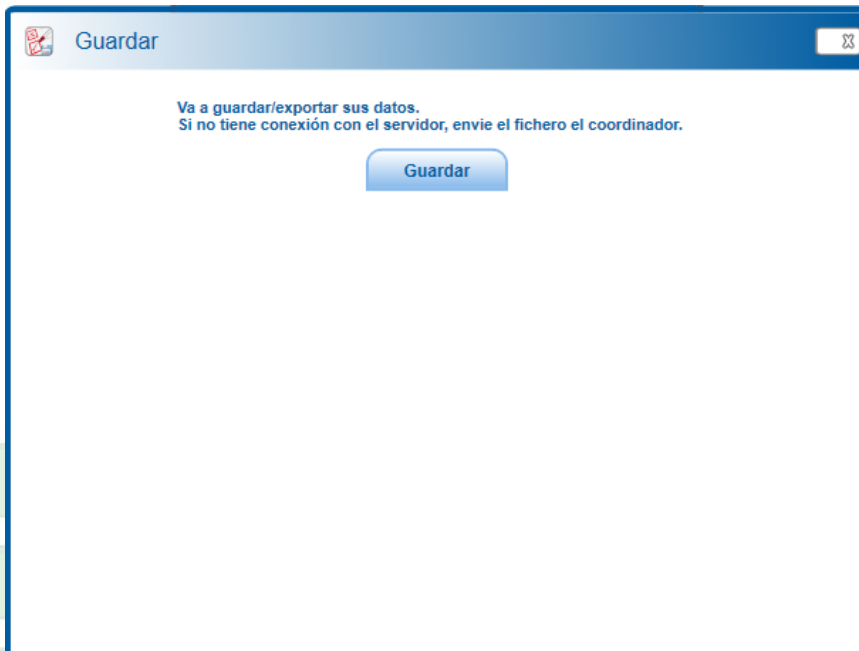 Guardar
Va a guardar/exportar sus datos.
Si no tiene conexión con el servidor, envie el fichero el coordinador.
Guardar